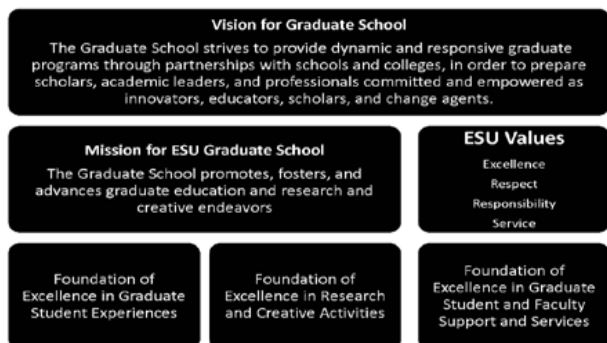 Vision for Graduate School
The Graduate School strives to provide dynamic and responsive graduate
programs through partnerships with schools and colleges, in order to prepare
scholars, academic leaders, and professionals committed and empowered as
innovators, educators, scholars, and change agents.
Mission for ESU Graduate School
The Graduate School promotes, fosters, and
advances graduate education and research and
creative endeavors
ESU Values
Excellence
Respect
Responsibility
Service
Foundation of
Excellence in Graduate
Student Experiences
Foundation of
Excellence in Research
and Creative Activities
Foundation of
Excellence in Graduate
Student and Faculty
Support and Services